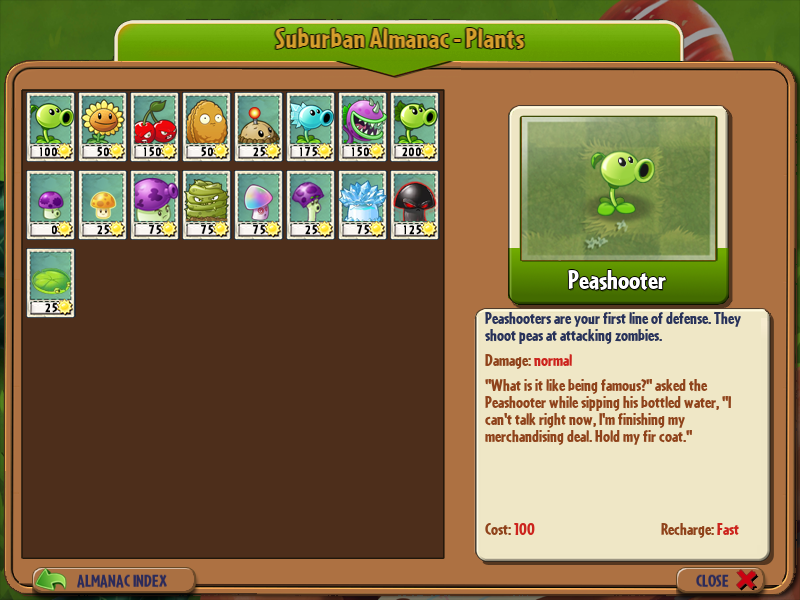 Suburban Almanac - Plants
100 50 150 50 25 175 150 200
0 25 75 75 75 25 75 125
25
Peashooter
Peashooters are your first line of defense. They
shoot peas at attacking zombies.
Damage: normal
"What is it like being famous?" asked the
Peashooter while sipping his bottled water, "I
can't talk right now, I'm finishing my
merchandising deal. Hold my fir coat."
Cost: 100 Recharge: Fast
ALMANAC INDEX
CLOSE